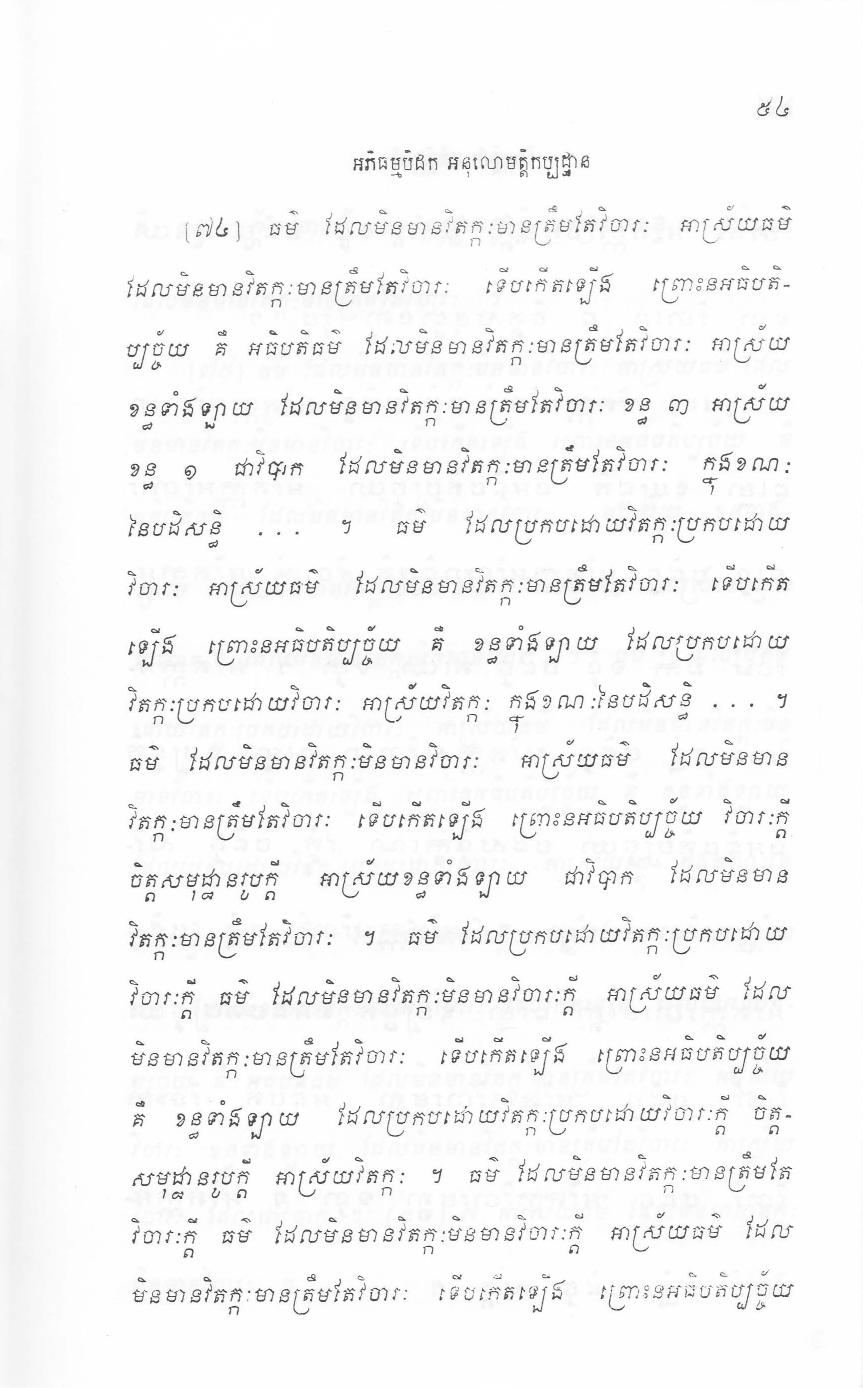 ៥៤
អភិធម្មបិដក អនុលោមត្តិកប្បដ្ឋាន
[៧៤] ធម៌ ដែលមិនមានវិតក្កៈមានត្រឹមតែវិចារៈ អាស្រ័យធម៌
ដែលមិនមានវិតក្កៈមានត្រឹមតែវិចារៈ ទើបកើតឡើង ព្រោះនអធិបតិ-
ប្បច្ច័យ គឺ អធិបតិធម៌ ដែលមិនមានវិតក្កៈមានត្រឹមតែវិចារៈ អាស្រ័យ
ខន្ធទាំងឡាយ ដែលមិនមានវិតក្កៈមានត្រឹមតែវិចារៈ ខន្ធ ៣ អាស្រ័យ
ខន្ធ ១ ជាវិបាក ដែលមិនមានវិតក្កៈមានត្រឹមតែវិចារៈ ក្នុងខណៈ
នៃបដិសន្ធិ ... ។ ធម៌ ដែលប្រកបដោយវិតក្កៈប្រកបដោយ
វិចារៈ អាស្រ័យធម៌ ដែលមិនមានវិតក្កៈមានត្រឹមតែវិចារៈ ទើបកើត
ឡើង ព្រោះនអធិបតិប្បច្ច័យ គឺ ខន្ធទាំងឡាយ ដែលប្រកបដោយ
វិតក្កៈប្រកបដោយវិចារៈ អាស្រ័យវិតក្កៈ ក្នុងខណៈនៃបដិសន្ធិ ... ។
ធម៌ ដែលមិនមានវិតក្កៈមិនមានវិចារៈ អាស្រ័យធម៌ ដែលមិនមាន
វិតក្កៈមានត្រឹមតែវិចារៈ ទើបកើតឡើង ព្រោះនអធិបតិប្បច្ច័យ វិចារៈក្តី
ចិត្តសមុដ្ឋានរូបក្តី អាស្រ័យខន្ធទាំងឡាយ ជាវិបាក ដែលមិនមាន
វិតក្កៈមានត្រឹមតែវិចារៈ ។ ធម៌ ដែលប្រកបដោយវិតក្កៈប្រកបដោយ
វិចារៈក្តី ធម៌ ដែលមិនមានវិតក្កៈមិនមានវិចារៈក្តី អាស្រ័យធម៌ ដែល
មិនមានវិតក្កៈមានត្រឹមតែវិចារៈ ទើបកើតឡើង ព្រោះនអធិបតិប្បច្ច័យ
គឺ ខន្ធទាំងឡាយ ដែលប្រកបដោយវិតក្កៈប្រកបដោយវិចារៈក្តី ចិត្ត-
សមុដ្ឋានរូបក្តី អាស្រ័យវិតក្កៈ ។ ធម៌ ដែលមិនមានវិតក្កៈមានត្រឹមតែ
វិចារៈក្តី ធម៌ ដែលមិនមានវិតក្កៈមិនមានវិចារៈក្តី អាស្រ័យធម៌ ដែល
មិនមានវិតក្កៈមានត្រឹមតែវិចារៈ ទើបកើតឡើង ព្រោះនអធិបតិប្បច្ច័យ